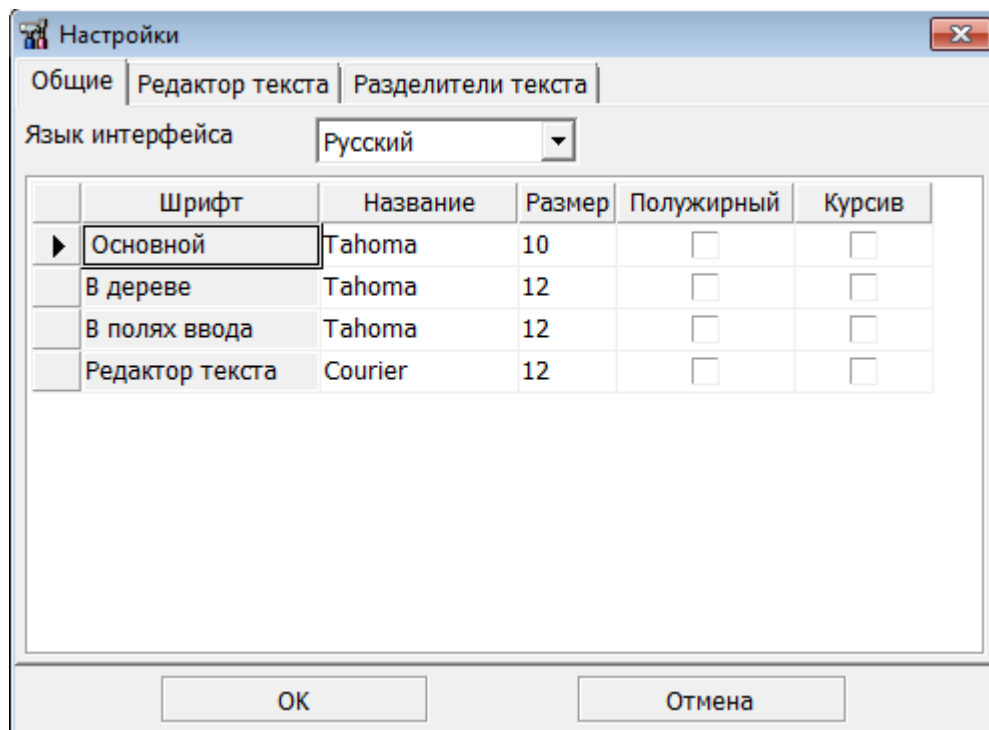 Настройки
Общие Редактор текста Разделители текста
Язык интерфейса Русский
Шрифт Название Размер Полужирный Курсив
Основной Tahoma 10
В дереве Tahoma 12
В полях ввода Tahoma 12
Редактор текста Courier 12
ОК Отмена